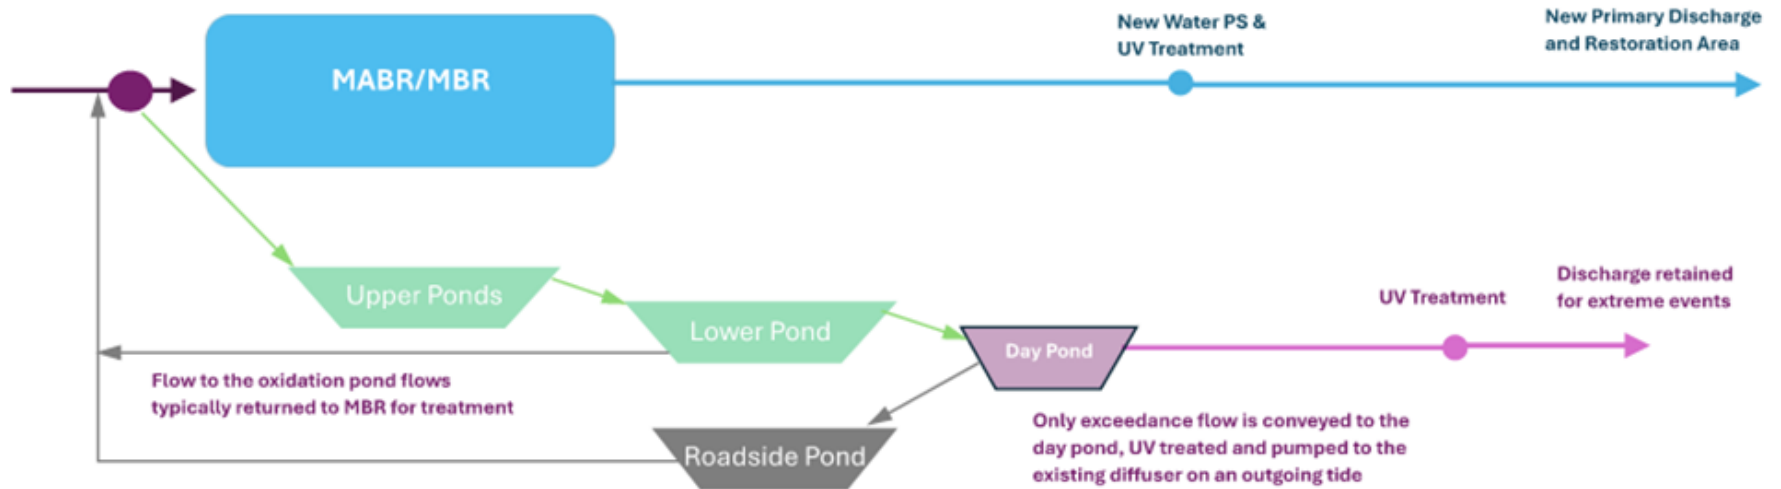 New Water PS &
UV Treatment
New Primary Discharge
and Restoration Area
MABR/MBR
Upper Ponds
Lower Pond
Day Pond
UV Treatment
Discharge retained
for extreme events
Flow to the oxidation pond flows
typically returned to MBR for treatment
Roadside Pond
Only exceedance flow is conveyed to the
day pond, UV treated and pumped to the
existing diffuser on an outgoing tide